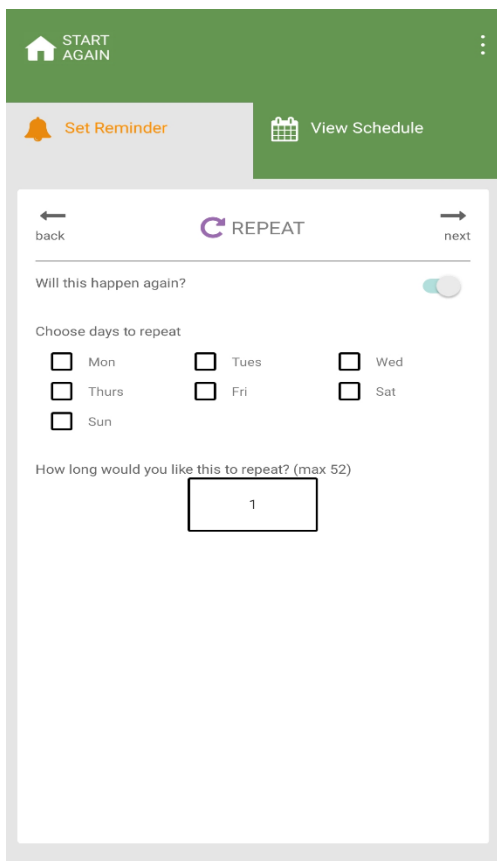 START
AGAIN
Set Reminder
View Schedule
back
REPEAT
next
Will this happen again?
Choose days to repeat
Mon Tues Wed
Thurs Fri Sat
Sun
How long would you like this to repeat? (max 52)
1